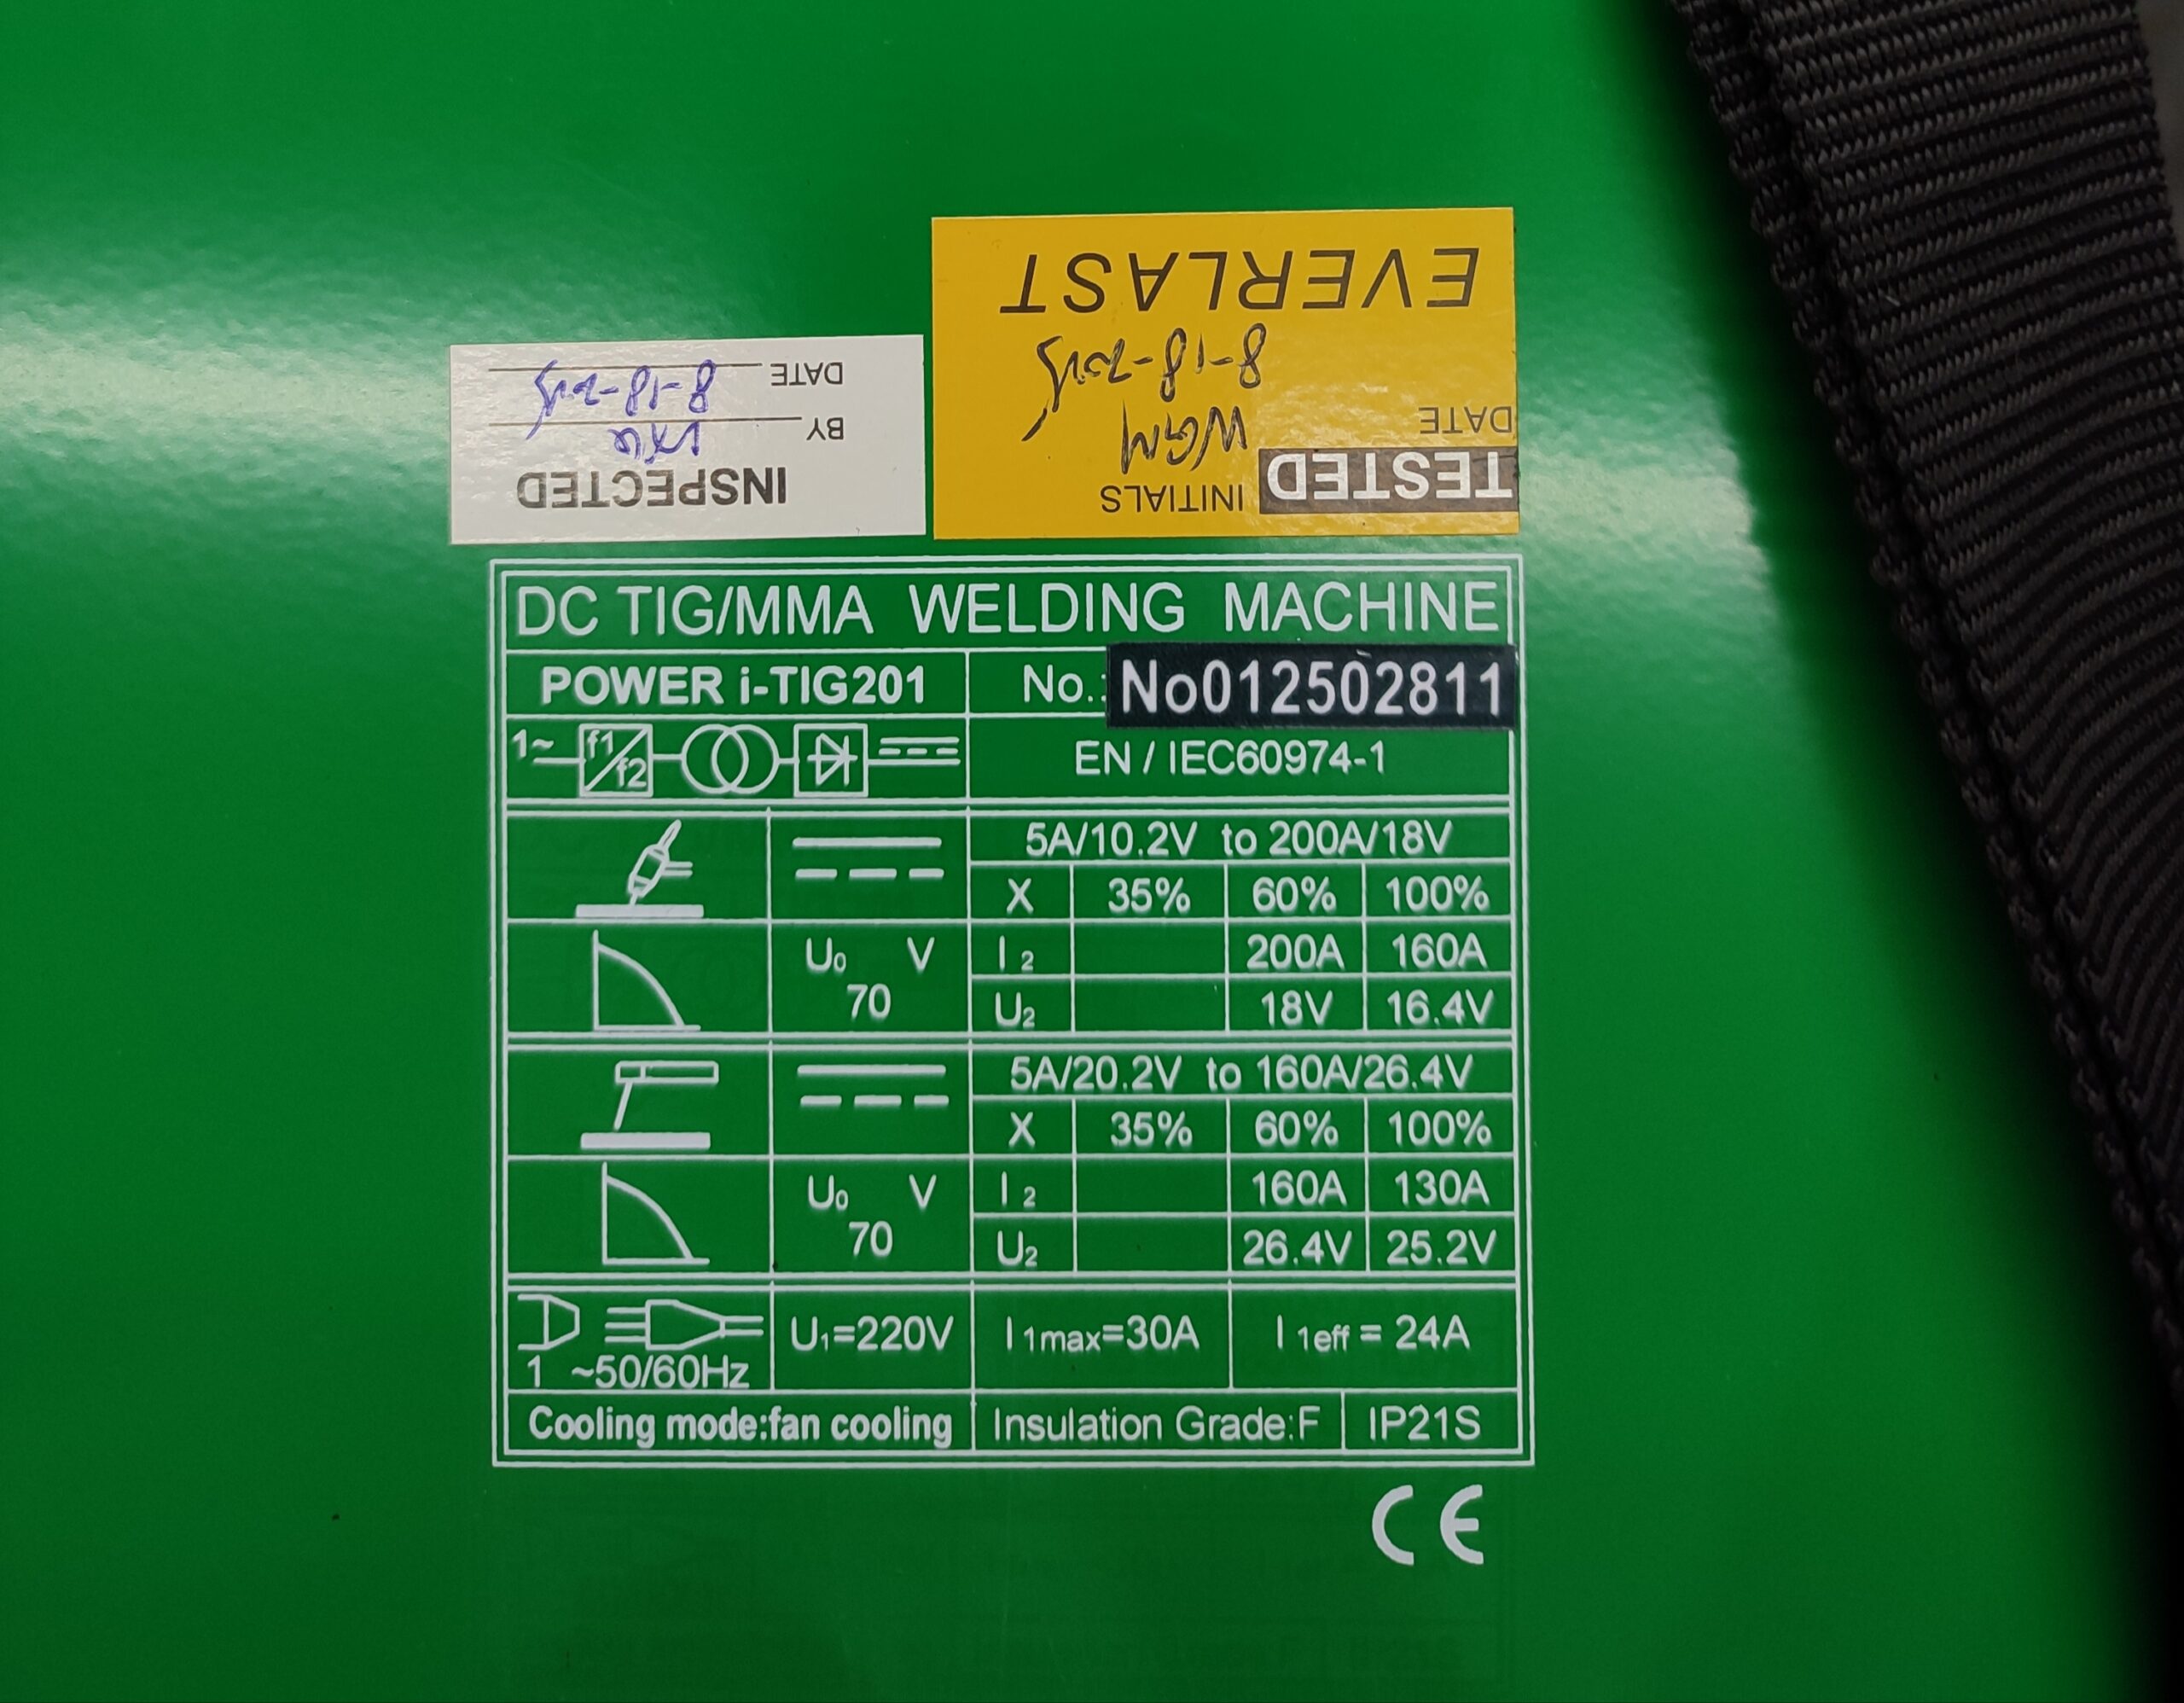 EVERLAST
8-18-2015
DATE
WGM
TESTED
INITIALS
DATE
8-18-2015
BY
INSPECTED
DC TIG/MMA WELDING MACHINE
POWER i-TIG201 No.: No012502811
1~ f1/f2 EN / IEC60974-1
5A/10.2V to 200A/18V
X 35% 60% 100%
U₀ V
70
I₂ 200A 160A
U₂ 18V 16.4V
5A/20.2V to 160A/26.4V
X 35% 60% 100%
U₀ V
70
I₂ 160A 130A
U₂ 26.4V 25.2V
1 ~50/60Hz U₁=220V I₁max=30A I₁eff = 24A
Cooling mode:fan cooling Insulation Grade:F IP21S
CE